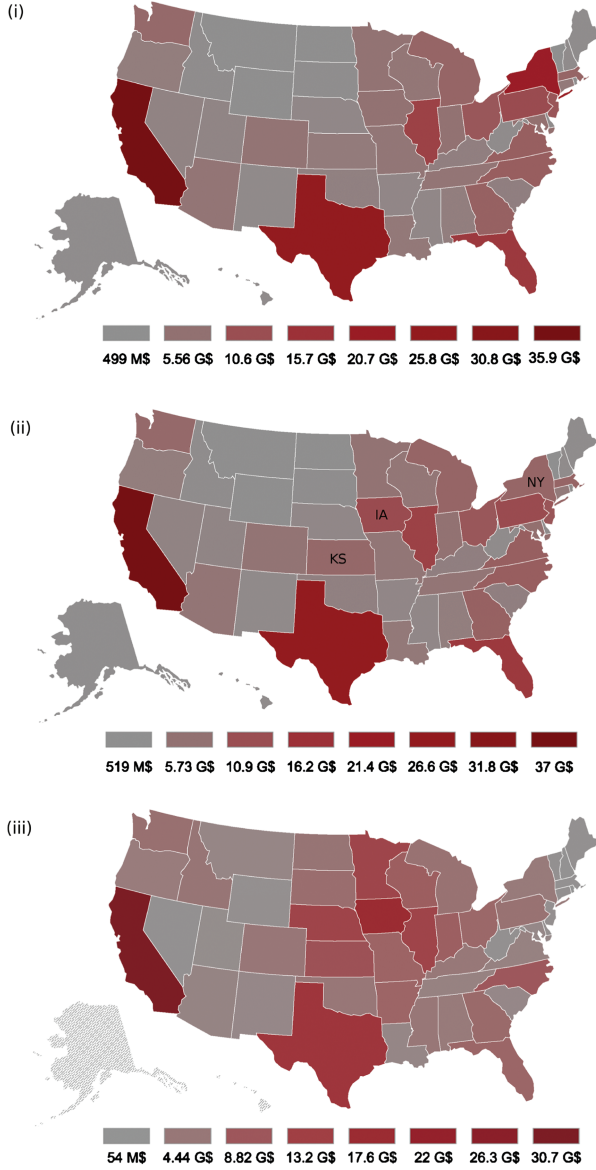 (i)
499 M$ 5.56 G$ 10.6 G$ 15.7 G$ 20.7 G$ 25.8 G$ 30.8 G$ 35.9 G$
(ii)
NY
IA
KS
519 M$ 5.73 G$ 10.9 G$ 16.2 G$ 21.4 G$ 26.6 G$ 31.8 G$ 37 G$
(iii)
54 M$ 4.44 G$ 8.82 G$ 13.2 G$ 17.6 G$ 22 G$ 26.3 G$ 30.7 G$